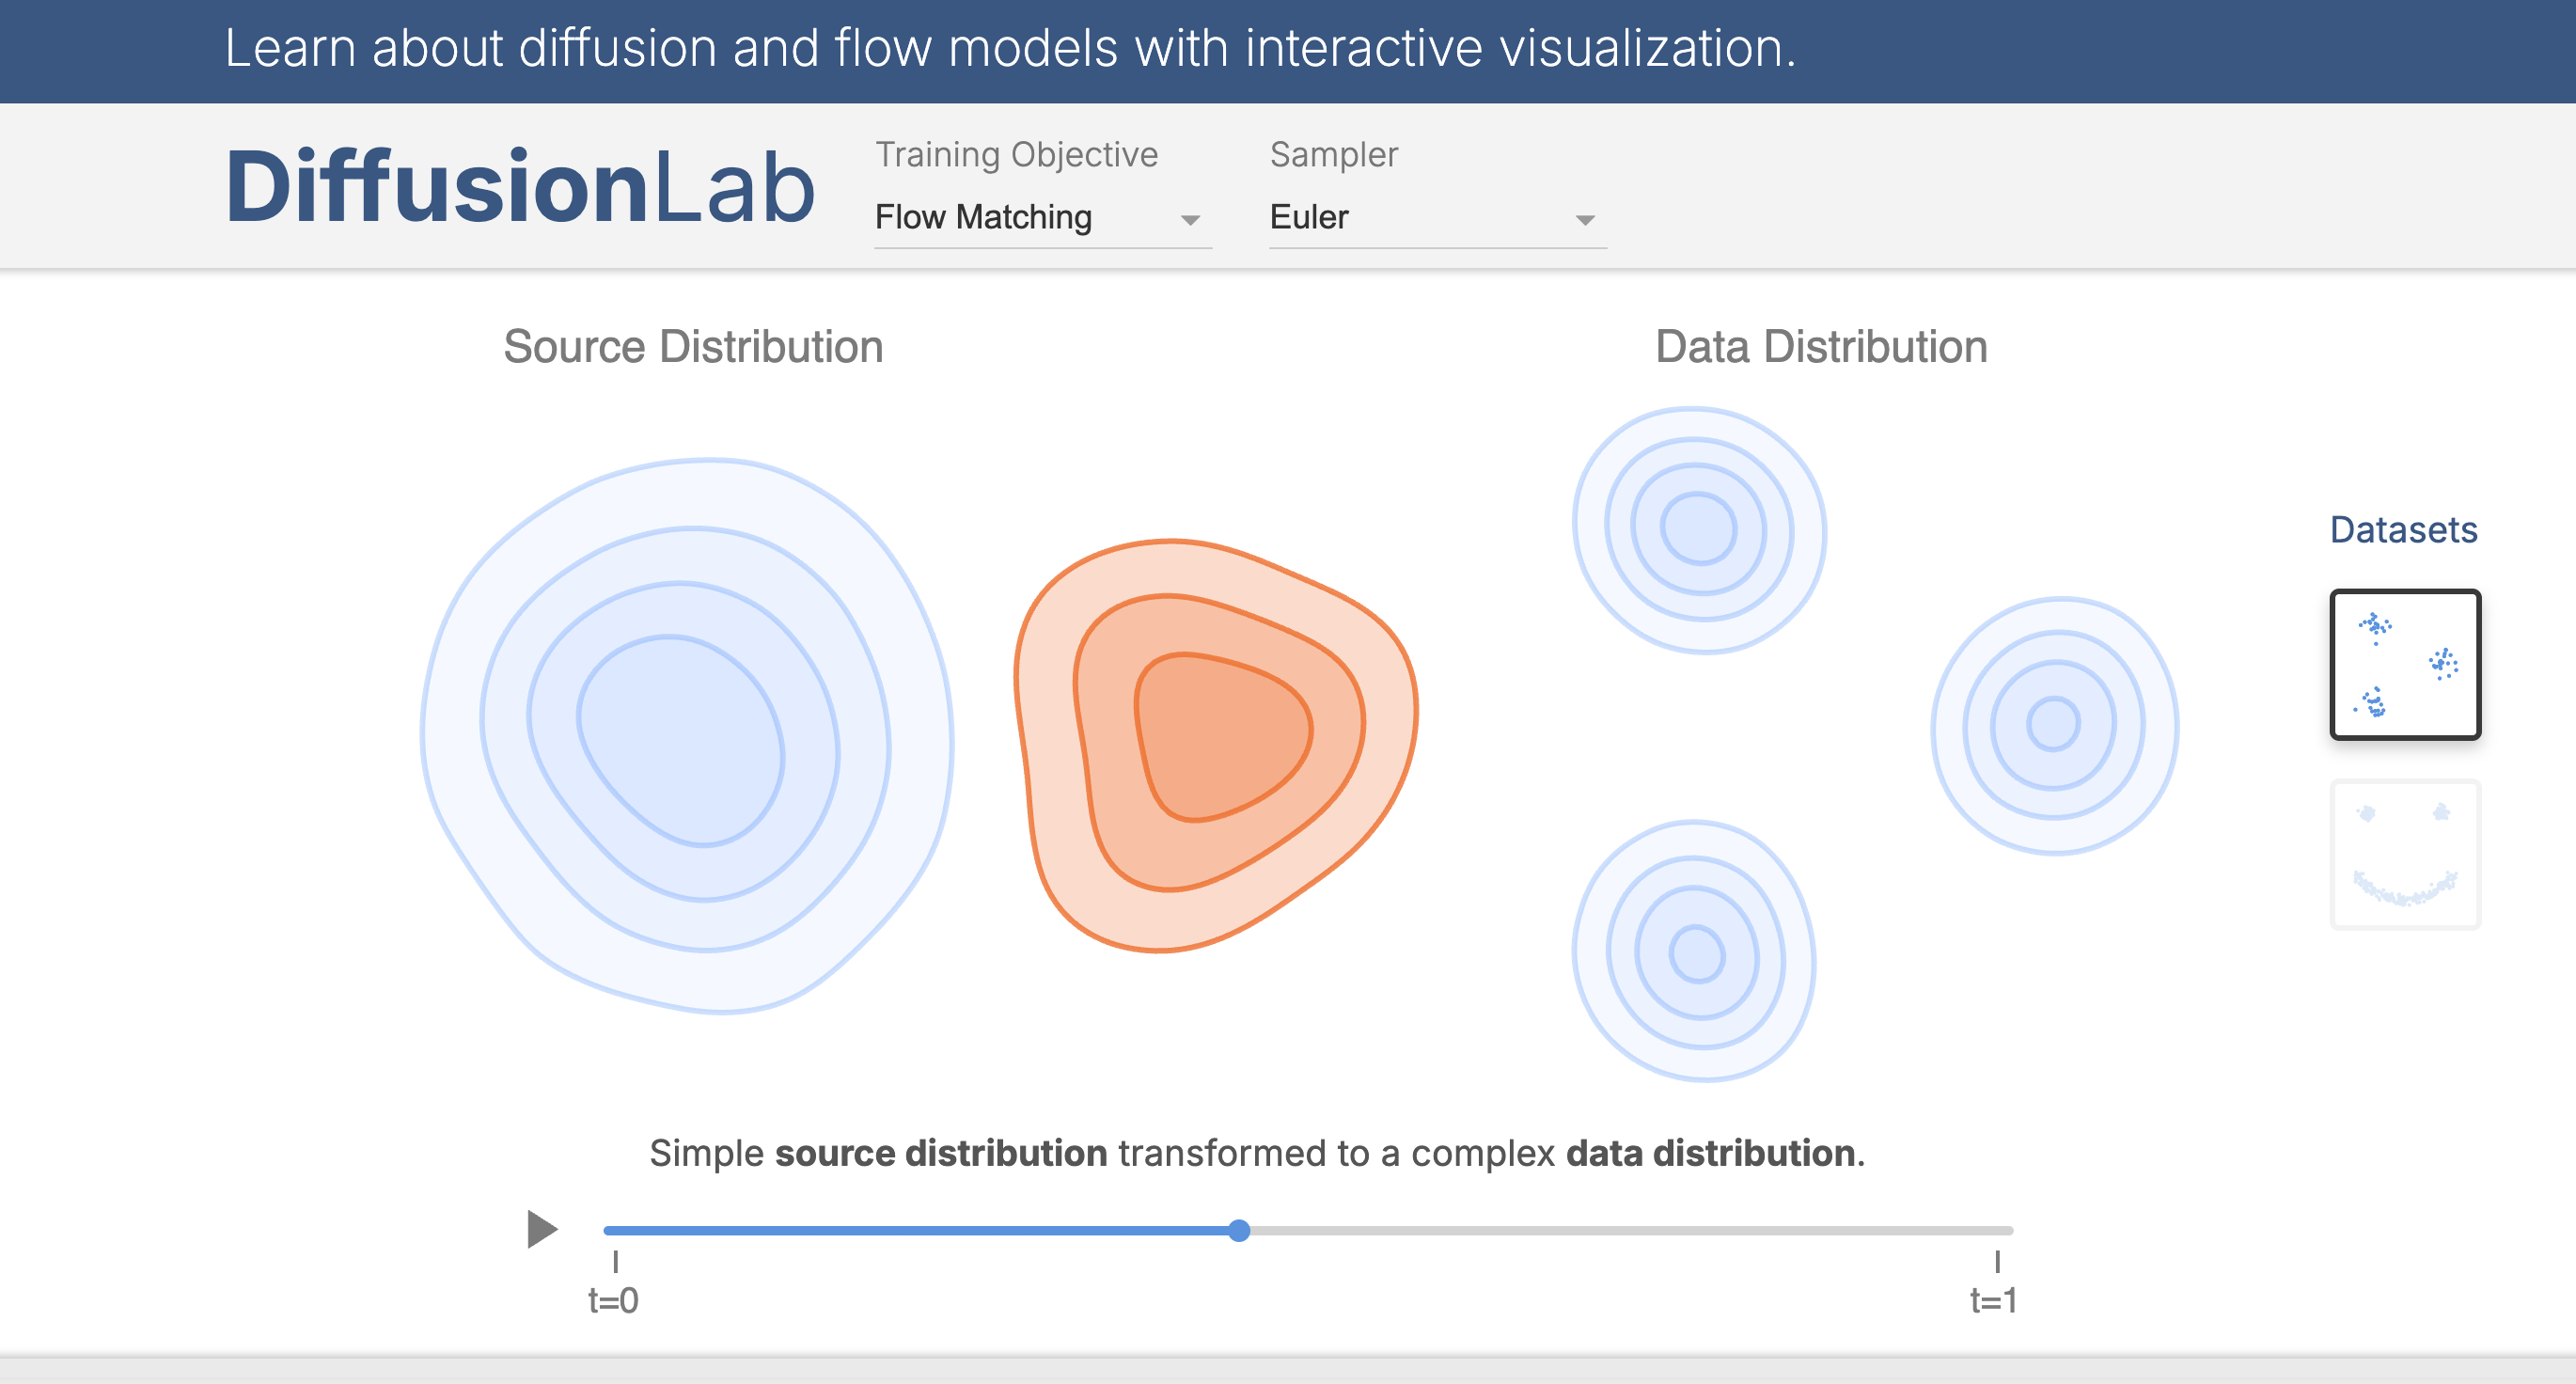 Learn about diffusion and flow models with interactive visualization.
DiffusionLab
Training Objective
Flow Matching
Sampler
Euler
Source Distribution
Data Distribution
Datasets
Simple source distribution transformed to a complex data distribution.
t=0
t=1